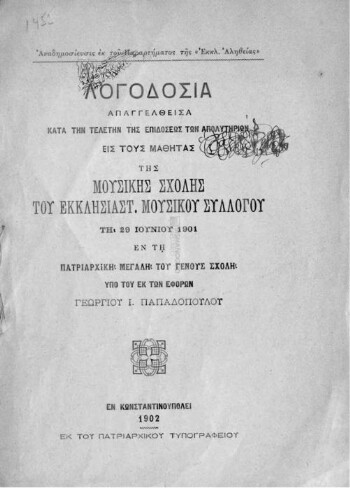 145
Ἀναδημοσίευσις ἐκ τοῦ Παραρτήματος τῆς «Ἐκκλ. Ἀληθείας»
ΛΟΓΟΔΟΣΙΑ
ΑΠΑΓΓΕΛΘΕΙΣΑ
ΚΑΤΑ ΤΗΝ ΤΕΛΕΤΗΝ ΤΗΣ ΕΠΙΔΟΣΕΩΣ ΤΩΝ ΑΠΟΛΥΤΗΡΙΩΝ
ΕΙΣ ΤΟΥΣ ΜΑΘΗΤΑΣ
ΤΗΣ
ΜΟΥΣΙΚΗΣ ΣΧΟΛΗΣ
ΤΟΥ ΕΚΚΛΗΣΙΑΣΤ. ΜΟΥΣΙΚΟΥ ΣΥΛΛΟΓΟΥ
ΤΗι 29 ΙΟΥΝΙΟΥ 1901
ΕΝ ΤΗι
ΠΑΤΡΙΑΡΧΙΚΗι ΜΕΓΑΛΗι ΤΟΥ ΓΕΝΟΥΣ ΣΧΟΛΗι
ΥΠΟ ΤΟΥ ΕΚ ΤΩΝ ΕΦΟΡΩΝ
ΓΕΩΡΓΙΟΥ Ι. ΠΑΠΑΔΟΠΟΥΛΟΥ
ΕΝ ΚΩΝΣΤΑΝΤΙΝΟΥΠΟΛΕΙ
1902
ΕΚ ΤΟΥ ΠΑΤΡΙΑΡΧΙΚΟΥ ΤΥΠΟΓΡΑΦΕΙΟΥ